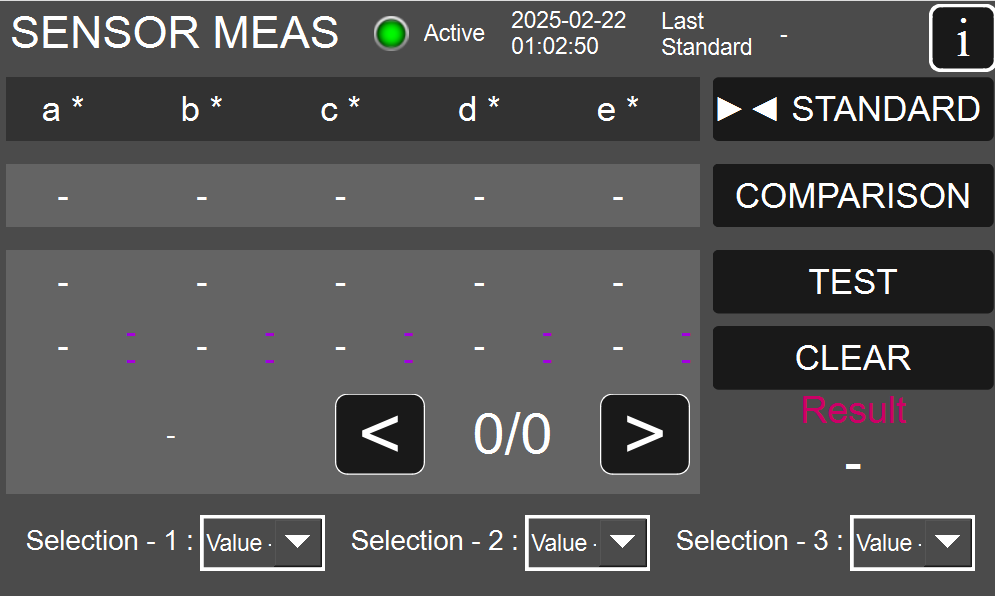 SENSOR MEAS
Active
2025-02-22
01:02:50
Last
Standard
-
i
a * b * c * d * e *
►◄ STANDARD
- - - - -
COMPARISON
- - - - -
TEST
- - - - - - - - - -
- - - - -
CLEAR
Result
-
- < 0/0 >
Selection - 1 : Value - Selection - 2 : Value - Selection - 3 : Value -